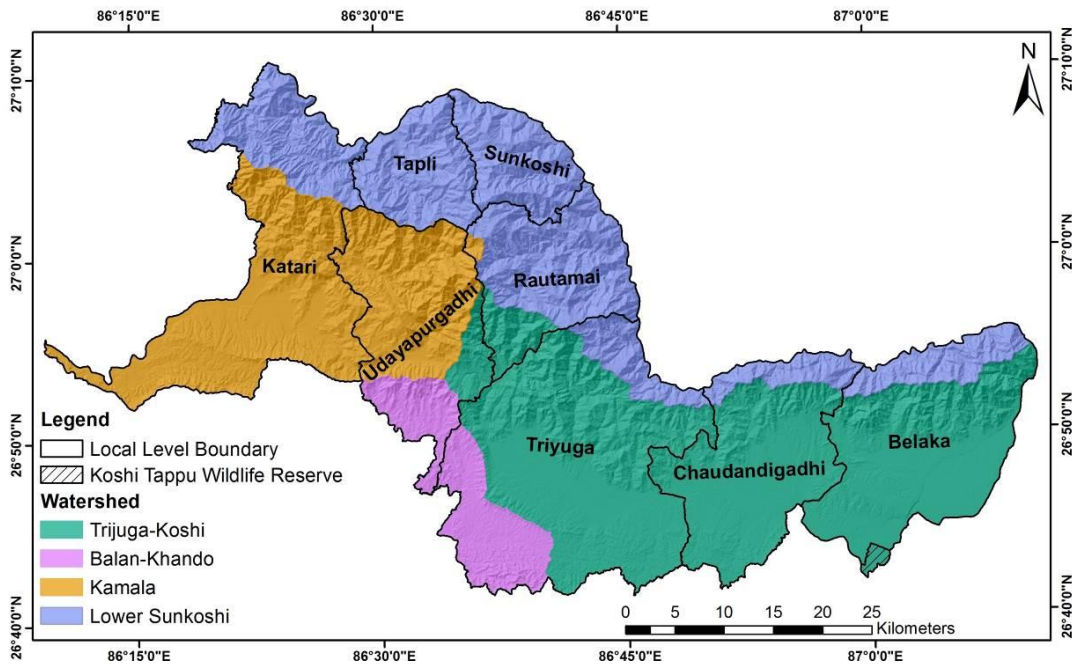 86°15'0"E 86°30'0"E 86°45'0"E 87°0'0"E
27°10'0"N
27°0'0"N
26°50'0"N
26°40'0"N
27°10'0"N
27°0'0"N
26°50'0"N
26°40'0"N
N
Tapli
Sunkoshi
Katari
Rautamai
Udayapurgadhi
Triyuga
Chaudandigadhi
Belaka
Legend
Local Level Boundary
Koshi Tappu Wildlife Reserve
Watershed
Trijuga-Koshi
Balan-Khando
Kamala
Lower Sunkoshi
0 5 10 15 20 25
Kilometers
86°15'0"E 86°30'0"E 86°45'0"E 87°0'0"E